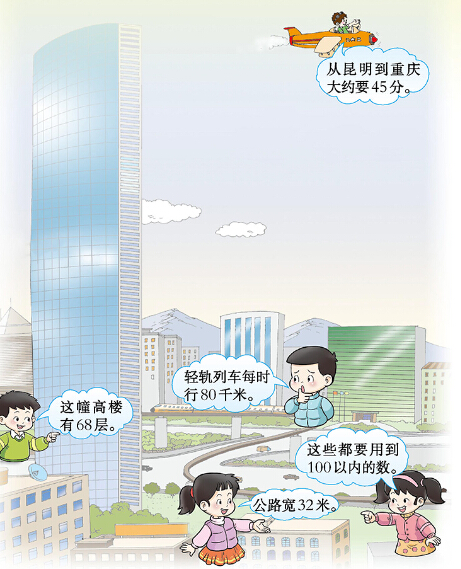 从昆明到重庆
大约要45分。
轻轨列车每时
行80千米。
这幢高楼
有68层。
这些都要用到
100以内的数。
公路宽32米。